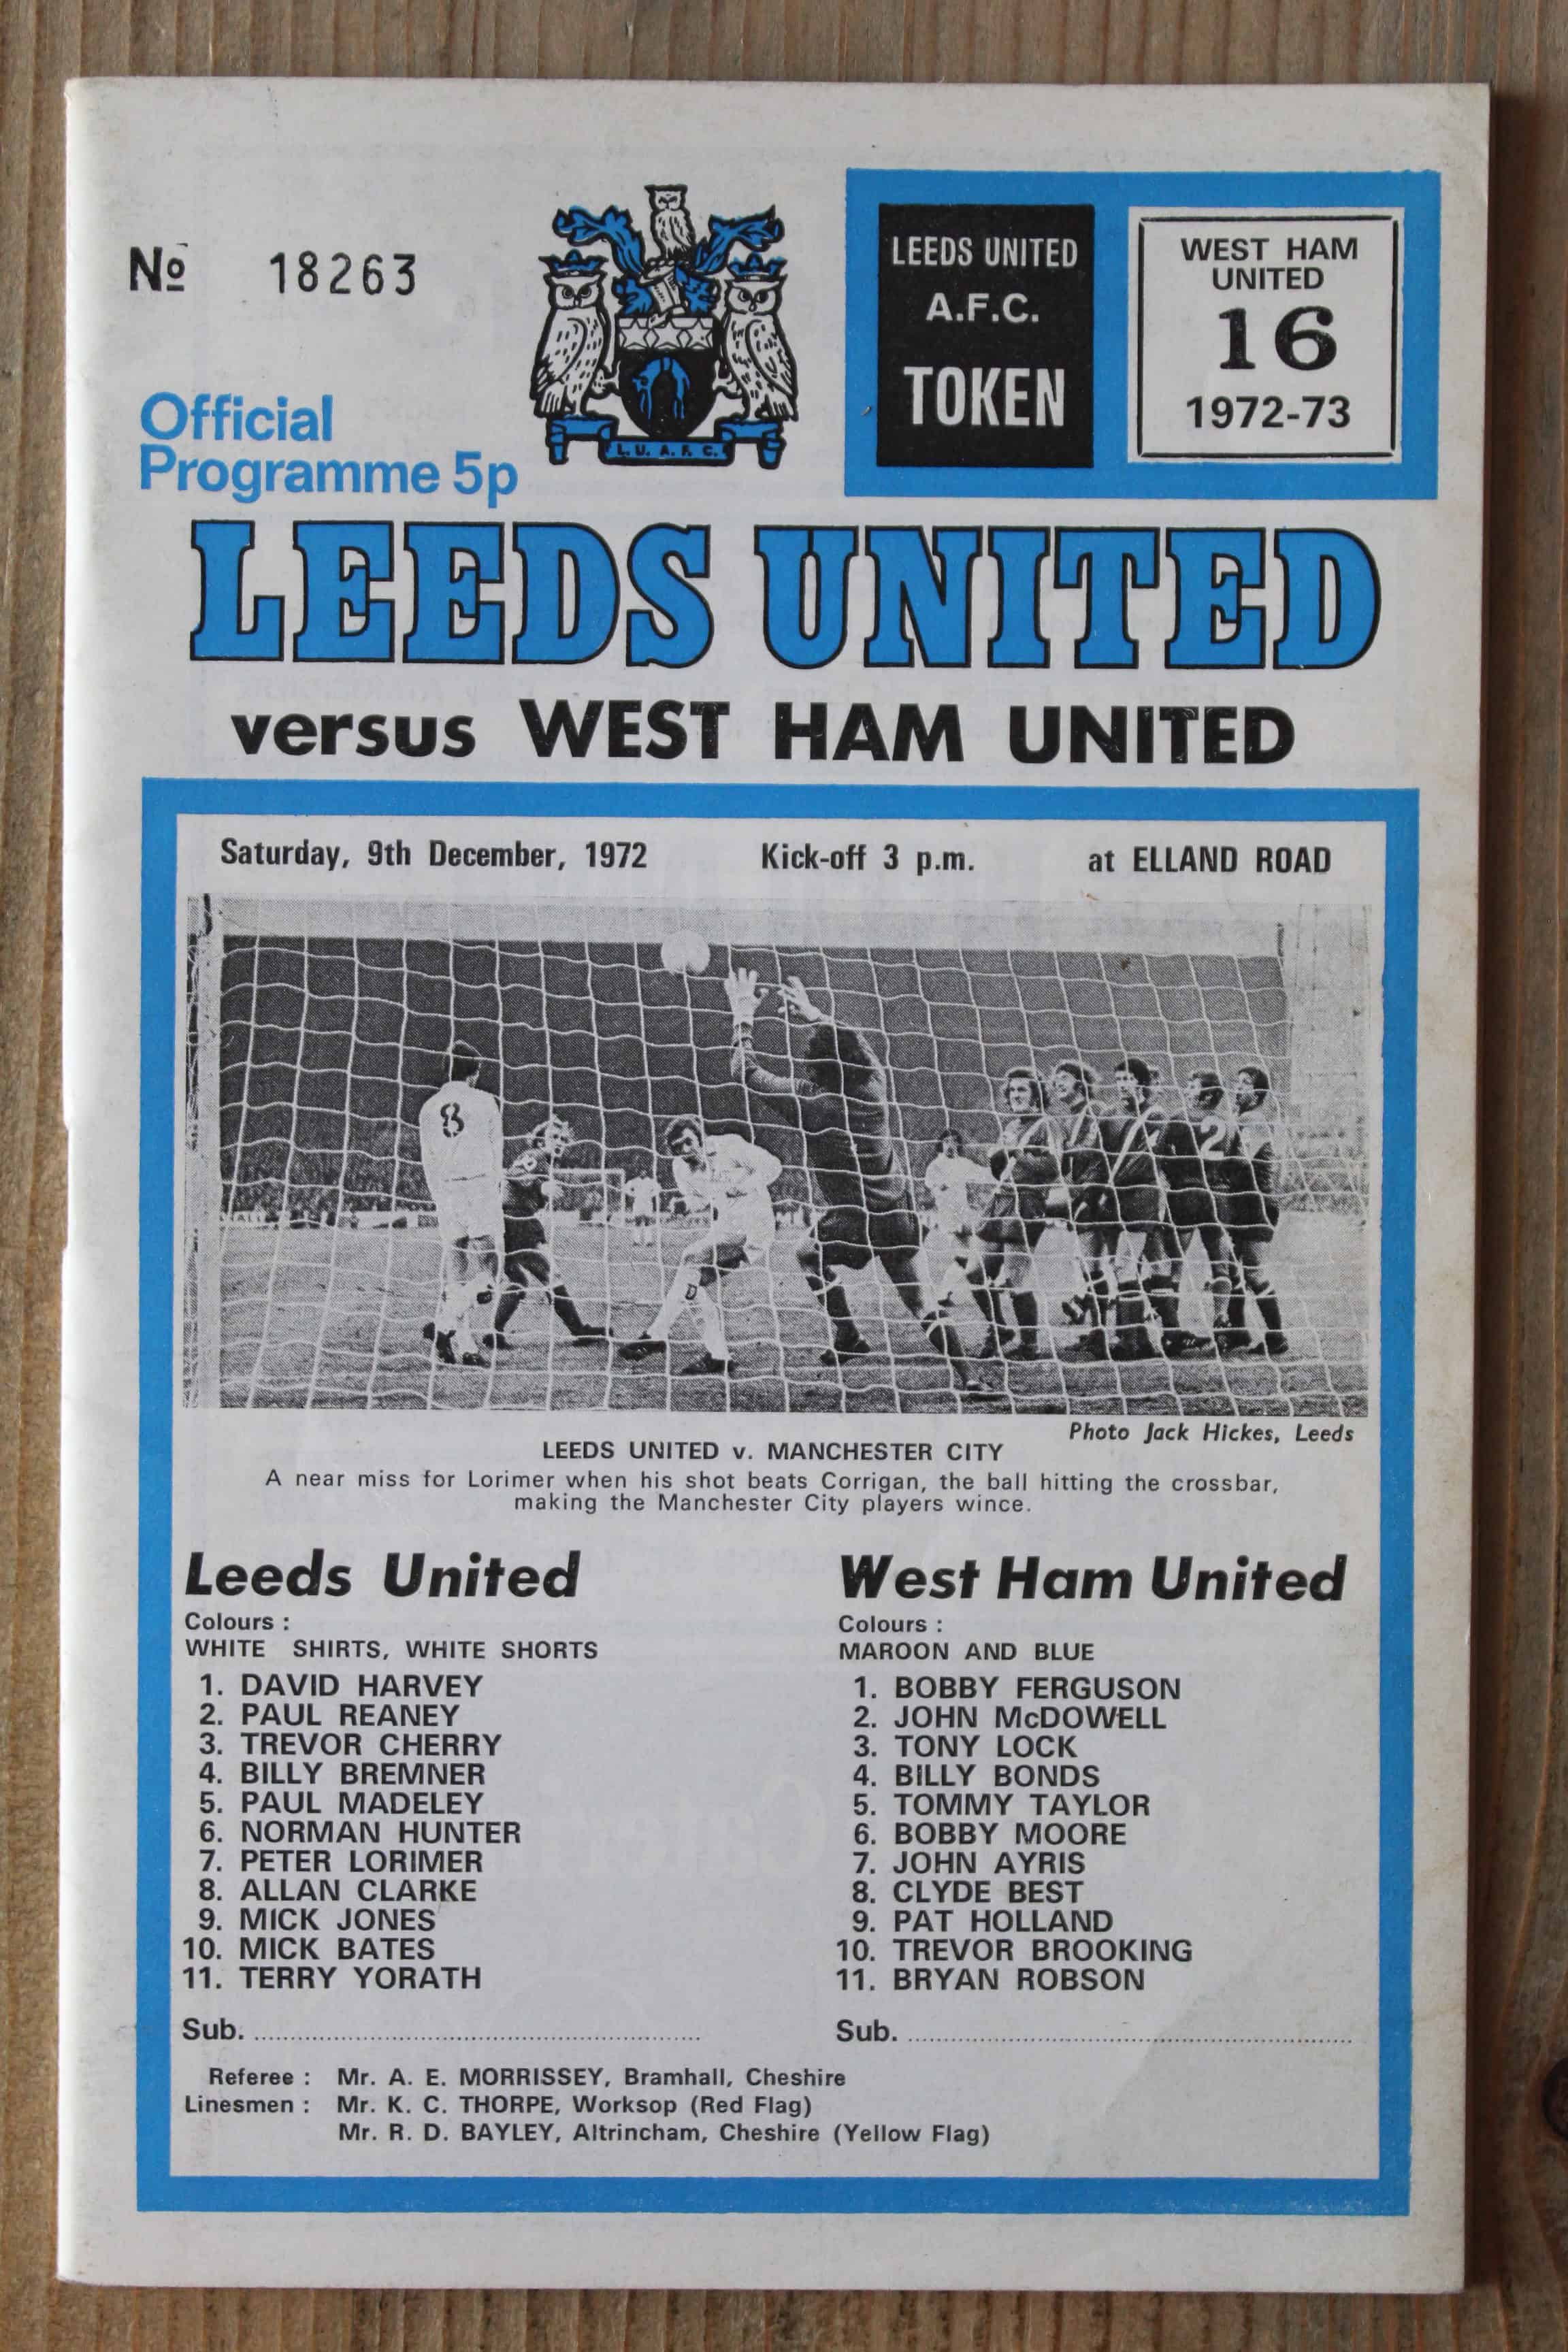 No 18263
L. U. A. F. C.
LEEDS UNITED
A.F.C.
TOKEN
WEST HAM
UNITED
16
1972-73
Official
Programme 5p
LEEDS UNITED
versus WEST HAM UNITED
Saturday, 9th December, 1972 Kick-off 3 p.m. at ELLAND ROAD
8
2
Photo Jack Hickes, Leeds
LEEDS UNITED v. MANCHESTER CITY
A near miss for Lorimer when his shot beats Corrigan, the ball hitting the crossbar,
making the Manchester City players wince.
Leeds United
Colours :
WHITE SHIRTS, WHITE SHORTS
1. DAVID HARVEY
2. PAUL REANEY
3. TREVOR CHERRY
4. BILLY BREMNER
5. PAUL MADELEY
6. NORMAN HUNTER
7. PETER LORIMER
8. ALLAN CLARKE
9. MICK JONES
10. MICK BATES
11. TERRY YORATH
Sub.
West Ham United
Colours :
MAROON AND BLUE
1. BOBBY FERGUSON
2. JOHN McDOWELL
3. TONY LOCK
4. BILLY BONDS
5. TOMMY TAYLOR
6. BOBBY MOORE
7. JOHN AYRIS
8. CLYDE BEST
9. PAT HOLLAND
10. TREVOR BROOKING
11. BRYAN ROBSON
Sub.
Referee : Mr. A. E. MORRISSEY, Bramhall, Cheshire
Linesmen : Mr. K. C. THORPE, Worksop (Red Flag)
Mr. R. D. BAYLEY, Altrincham, Cheshire (Yellow Flag)